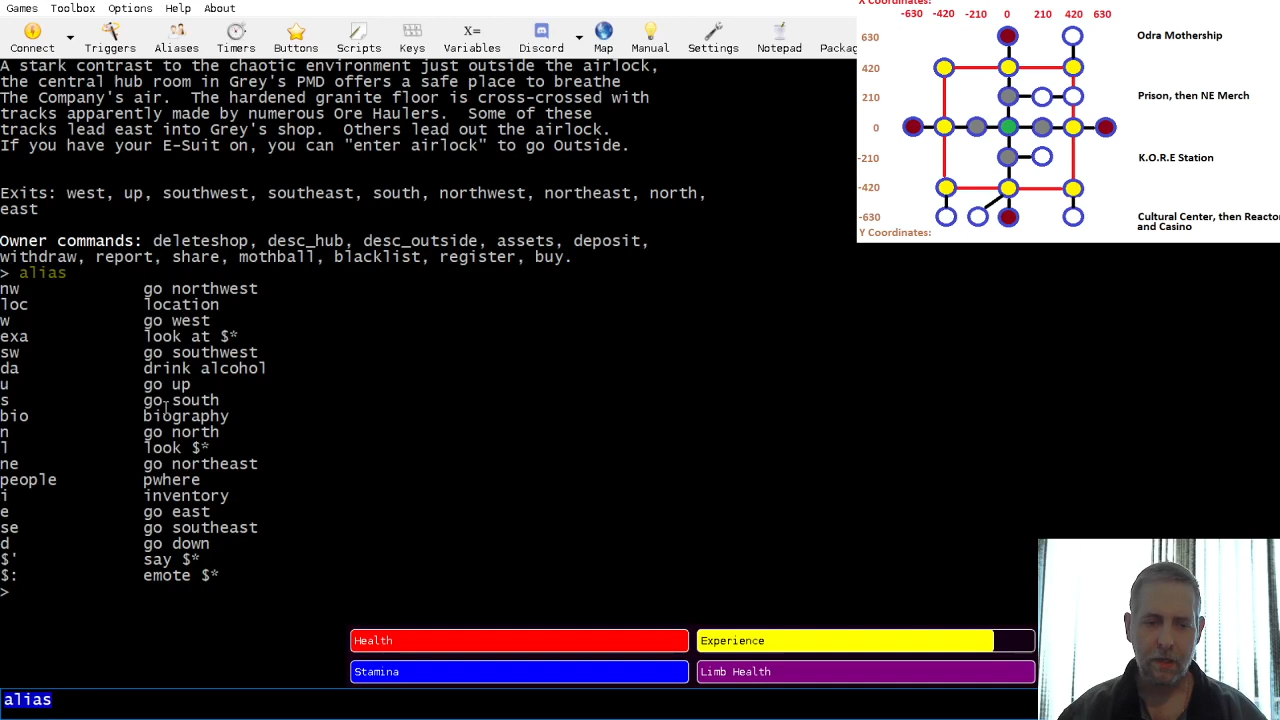 Games Toolbox Options Help About
Connect Triggers Aliases Timers Buttons Scripts Keys Variables Discord Map Manual Settings Notepad Packag
A stark contrast to the chaotic environment just outside the airlock,
the central hub room in Grey's PMD offers a safe place to breathe
The Company's air.  The hardened granite floor is cross-crossed with
tracks apparently made by numerous Ore Haulers.  Some of these
tracks lead east into Grey's shop.  Others lead out the airlock.
If you have your E-Suit on, you can "enter airlock" to go Outside.
Exits: west, up, southwest, southeast, south, northwest, northeast, north,
east
Owner commands: deleteshop, desc_hub, desc_outside, assets, deposit,
withdraw, report, share, mothball, blacklist, register, buy.
> alias
nw go northwest
loc location
w go west
exa look at $*
sw go southwest
da drink alcohol
u go up
s go south
bio biography
n go north
l look $*
ne go northeast
people pwhere
i inventory
e go east
se go southeast
d go down
$' say $*
$: emote $*
>
Health Experience
Stamina Limb Health
alias
X Coordinates:
-630 -420 -210 0 210 420 630
630 Odra Mothership
420
210 Prison, then NE Merch
0
-210 K.O.R.E Station
-420
-630 Cultural Center, then Reactor
and Casino
Y Coordinates: